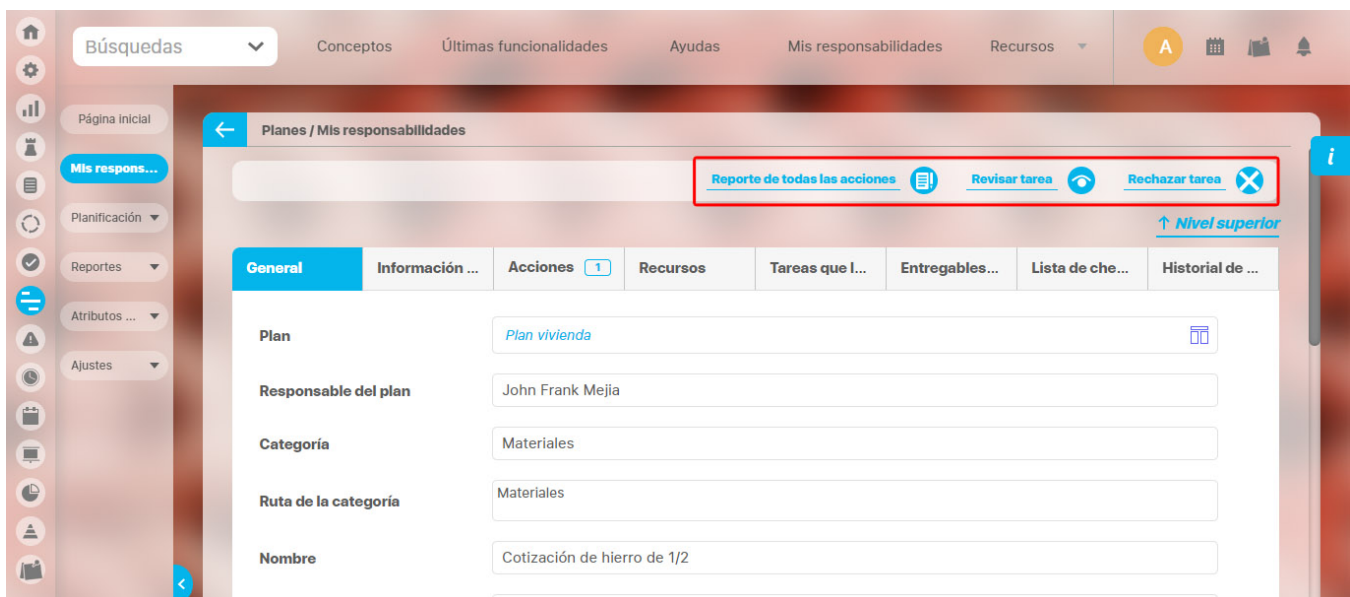 Búsquedas
Conceptos
Últimas funcionalidades
Ayudas
Mis responsabilidades
Recursos
A
Página inicial
Mis respons...
Planificación
Reportes
Atributos ...
Ajustes
Planes / Mis responsabilidades
i
Reporte de todas las acciones
Revisar tarea
Rechazar tarea
↑ Nivel superior
General
Información ...
Acciones 1
Recursos
Tareas que l...
Entregables...
Lista de che...
Historial de ...
Plan
Plan vivienda
Responsable del plan
John Frank Mejia
Categoría
Materiales
Ruta de la categoría
Materiales
Nombre
Cotización de hierro de 1/2